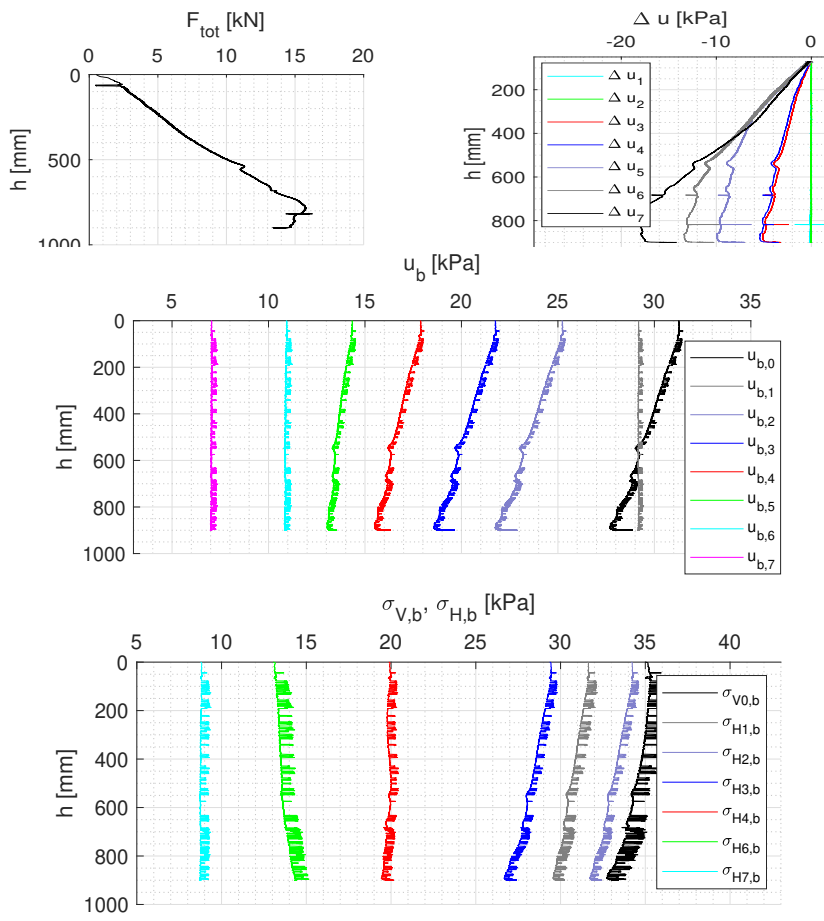 F_tot [kN]
0 5 10 15 20
0
500
1000
h [mm]
Δ u [kPa]
-20 -10 0
200
400
600
800
h [mm]
Δ u_1
Δ u_2
Δ u_3
Δ u_4
Δ u_5
Δ u_6
Δ u_7
u_b [kPa]
5 10 15 20 25 30 35
0
200
400
600
800
1000
h [mm]
u_b,0
u_b,1
u_b,2
u_b,3
u_b,4
u_b,5
u_b,6
u_b,7
σ_V,b, σ_H,b [kPa]
5 10 15 20 25 30 35 40
0
200
400
600
800
1000
h [mm]
σ_V0,b
σ_H1,b
σ_H2,b
σ_H3,b
σ_H4,b
σ_H6,b
σ_H7,b